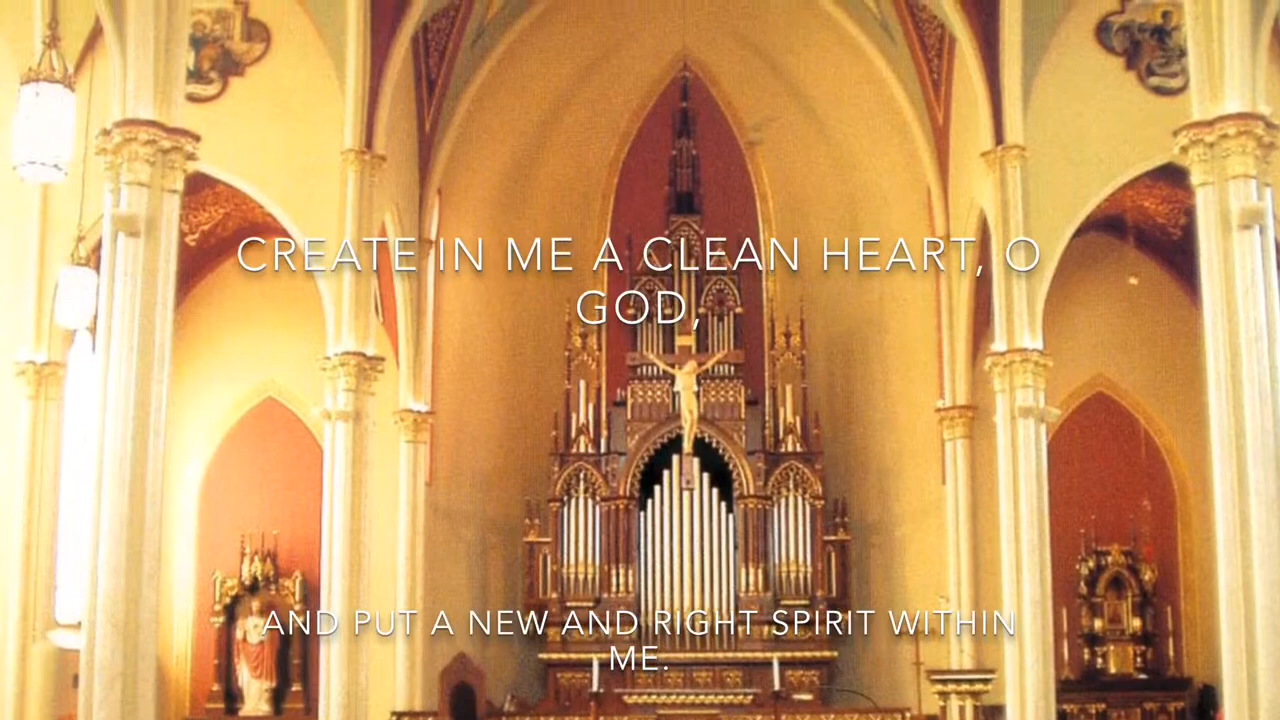 CREATE IN ME A CLEAN HEART, O
GOD,
AND PUT A NEW AND RIGHT SPIRIT WITHIN
ME.